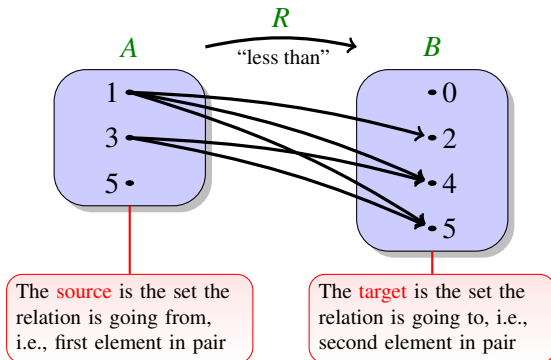 R
A
"less than"
B
1
3
5
0
2
4
5
The source is the set the
relation is going from,
i.e., first element in pair
The target is the set the
relation is going to, i.e.,
second element in pair